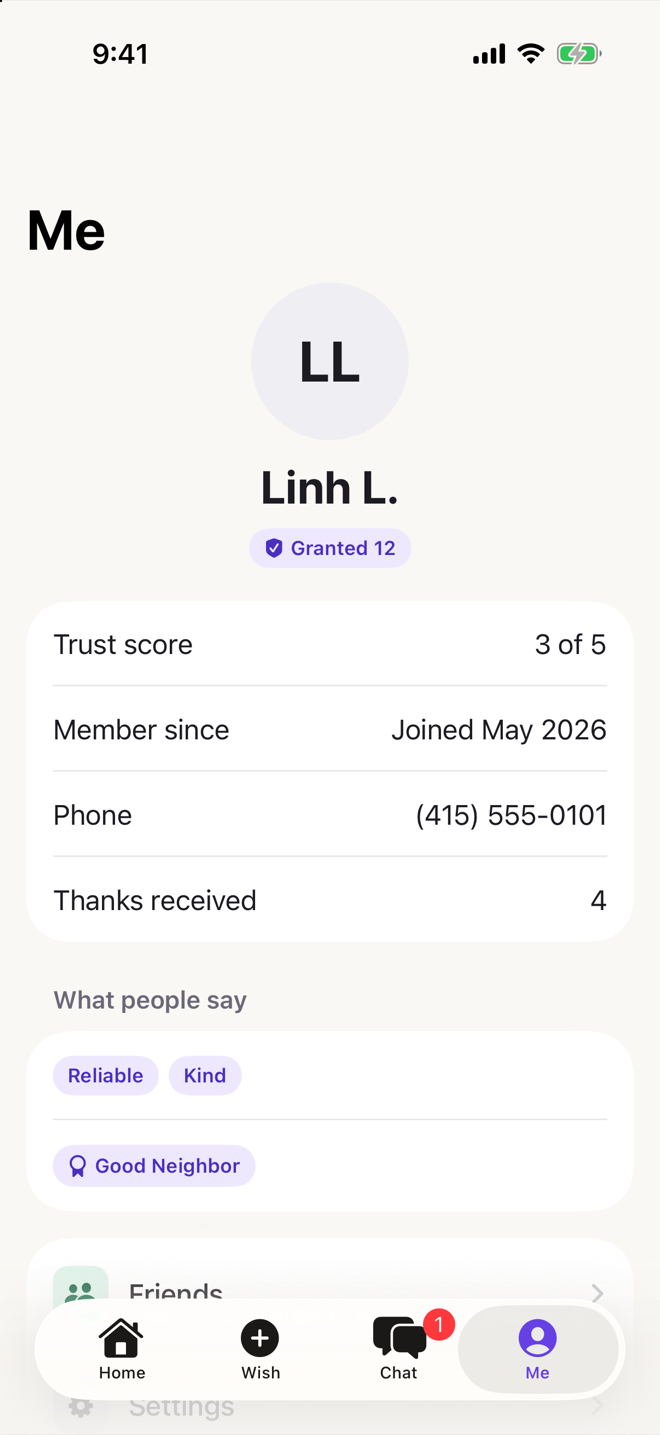 9:41
Me
LL
Linh L.
Granted 12
Trust score 3 of 5
Member since Joined May 2026
Phone (415) 555-0101
Thanks received 4
What people say
Reliable Kind
Good Neighbor
Friends
1
Home Wish Chat Me
Settings